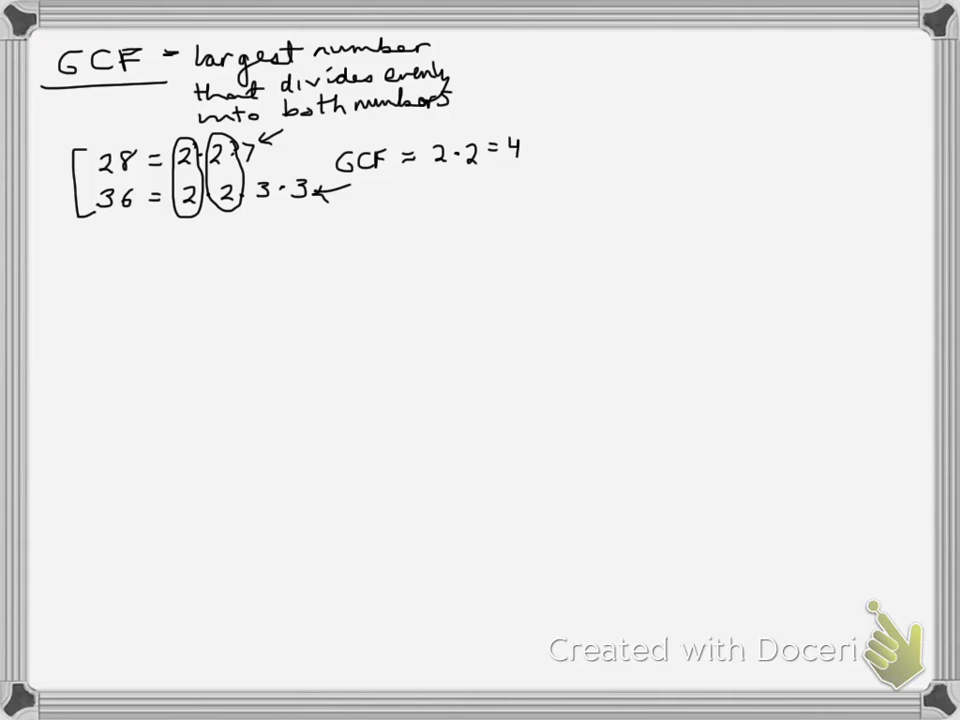 GCF - largest number
that divides evenly
into both numbers
28 = 2·2·7
GCF = 2·2 = 4
36 = 2·2·3·3
Created with Doceri